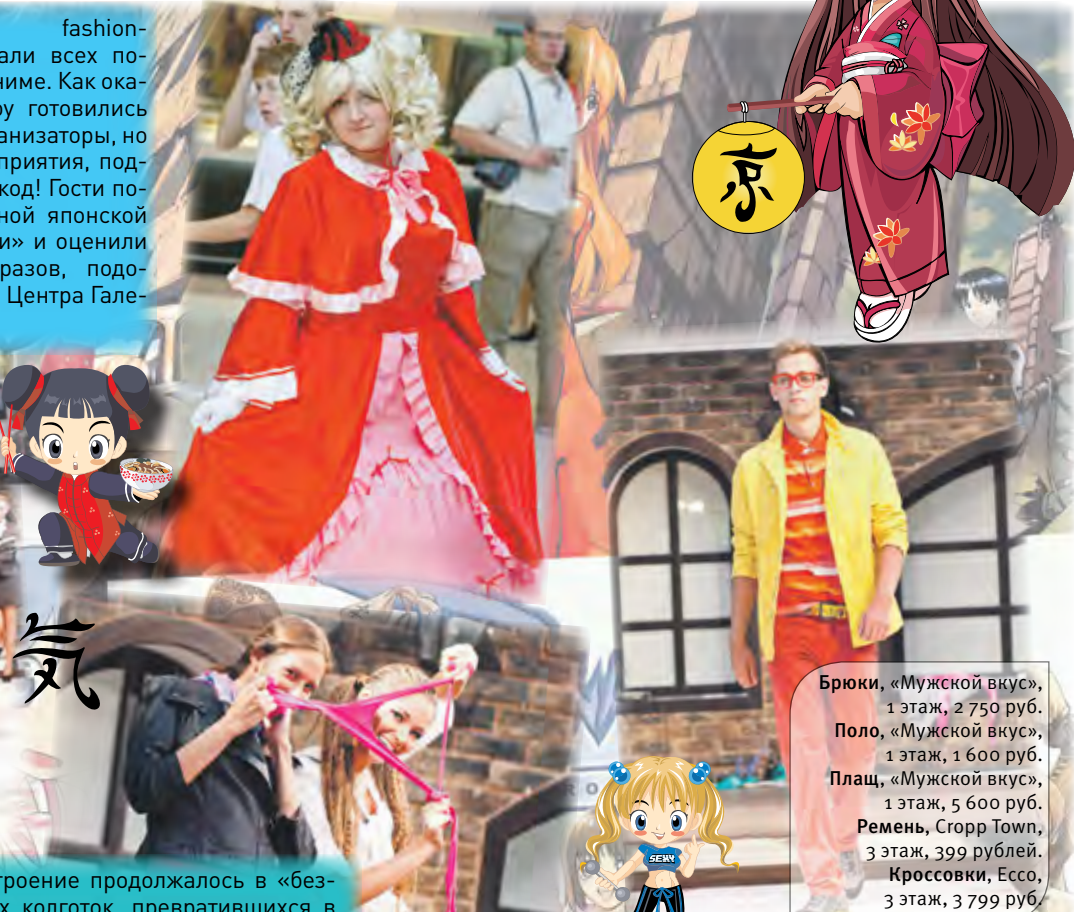 fashion-
али всех по-
ниме. Как ока-
ру готовились
анизаторы, но
приятия, под-
код! Гости по-
ной японской
и» и оценили
разов, подо-
Центра Гале-
京
気
SEXY
Брюки, «Мужской вкус»,
1 этаж, 2 750 руб.
Поло, «Мужской вкус»,
1 этаж, 1 600 руб.
Плащ, «Мужской вкус»,
1 этаж, 5 600 руб.
Ремень, Cropp Town,
3 этаж, 399 рублей.
Кроссовки, Ecco,
3 этаж, 3 799 руб.
троение продолжалось в «без-
х колготок, превратившихся в